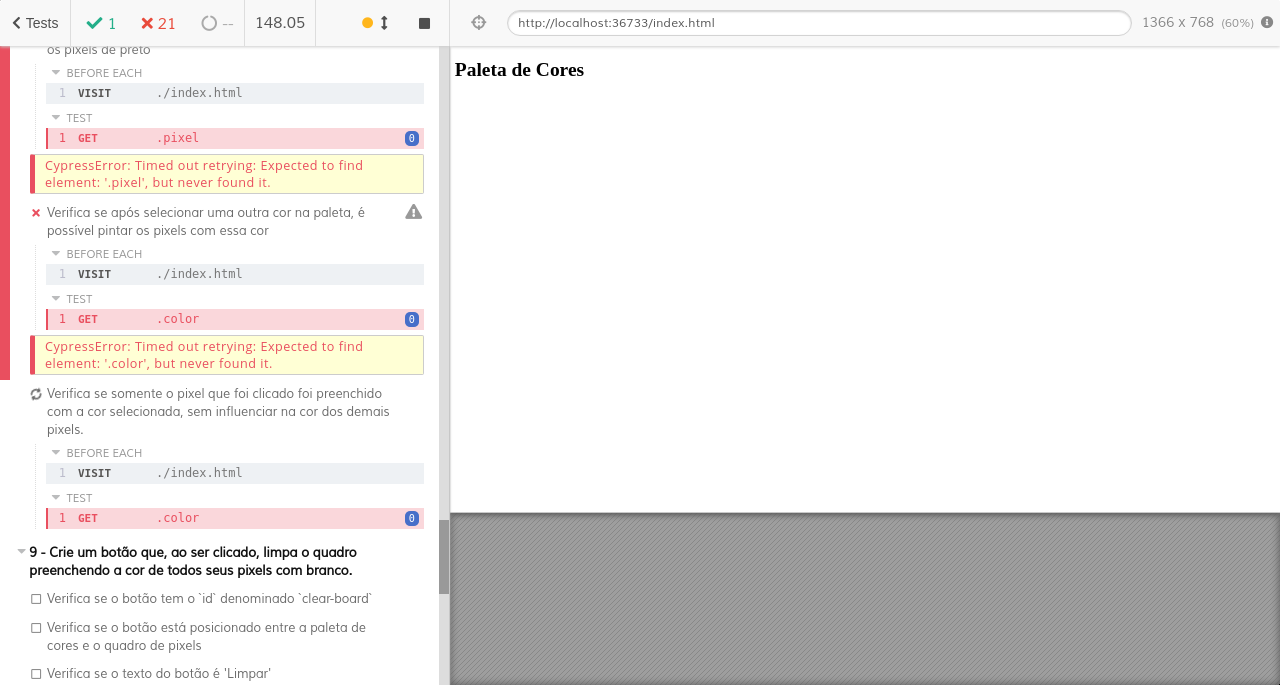 Tests
1
21
--
148.05
http://localhost:36733/index.html
1366 x 768 (60%)
os pixels de preto
BEFORE EACH
1 VISIT ./index.html
TEST
1 GET .pixel 0
CypressError: Timed out retrying: Expected to find
element: '.pixel', but never found it.
Verifica se após selecionar uma outra cor na paleta, é
possível pintar os pixels com essa cor
BEFORE EACH
1 VISIT ./index.html
TEST
1 GET .color 0
CypressError: Timed out retrying: Expected to find
element: '.color', but never found it.
Verifica se somente o pixel que foi clicado foi preenchido
com a cor selecionada, sem influenciar na cor dos demais
pixels.
BEFORE EACH
1 VISIT ./index.html
TEST
1 GET .color 0
9 - Crie um botão que, ao ser clicado, limpa o quadro
preenchendo a cor de todos seus pixels com branco.
Verifica se o botão tem o `id` denominado `clear-board`
Verifica se o botão está posicionado entre a paleta de
cores e o quadro de pixels
Verifica se o texto do botão é 'Limpar'
Paleta de Cores